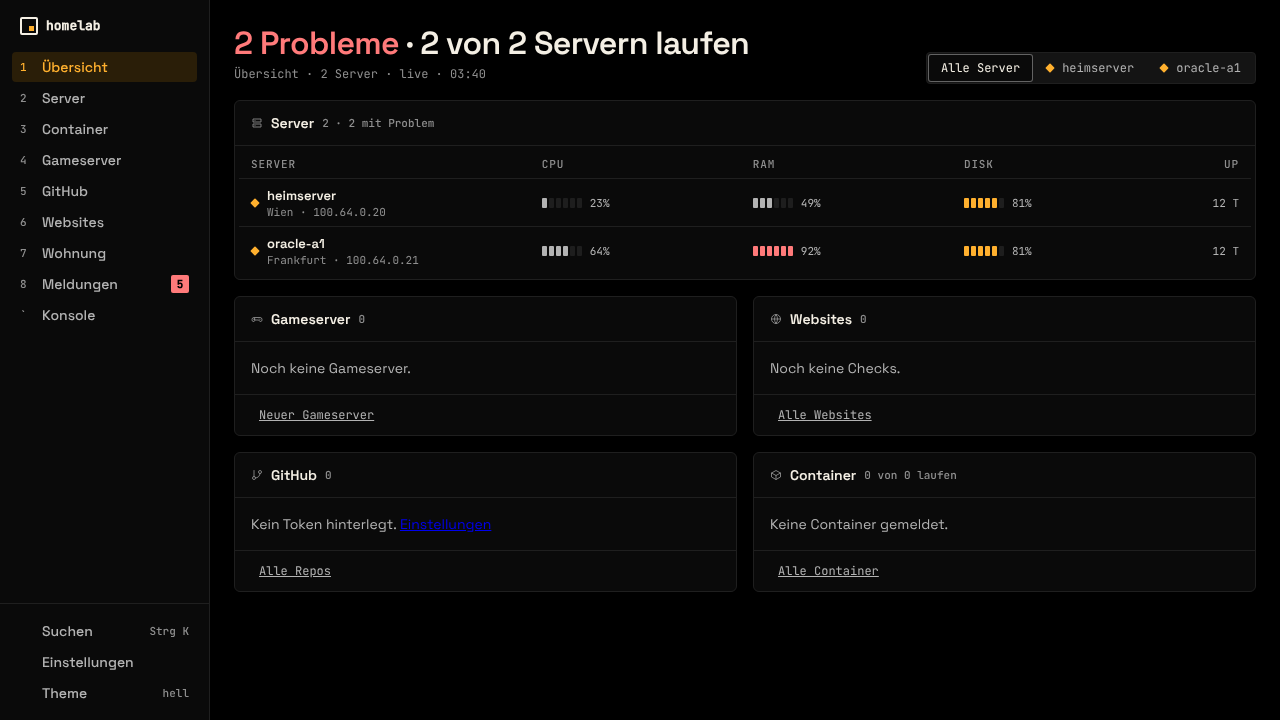 homelab
1 Übersicht
2 Server
3 Container
4 Gameserver
5 GitHub
6 Websites
7 Wohnung
8 Meldungen 5
` Konsole
Suchen Strg K
Einstellungen
Theme hell
2 Probleme · 2 von 2 Servern laufen
Übersicht · 2 Server · live · 03:40
Alle Server heimserver oracle-a1
Server 2 · 2 mit Problem
SERVER CPU RAM DISK UP
heimserver 23% 49% 81% 12 T
Wien · 100.64.0.20
oracle-a1 64% 92% 81% 12 T
Frankfurt · 100.64.0.21
Gameserver 0
Noch keine Gameserver.
Neuer Gameserver
Websites 0
Noch keine Checks.
Alle Websites
GitHub 0
Kein Token hinterlegt. Einstellungen
Alle Repos
Container 0 von 0 laufen
Keine Container gemeldet.
Alle Container